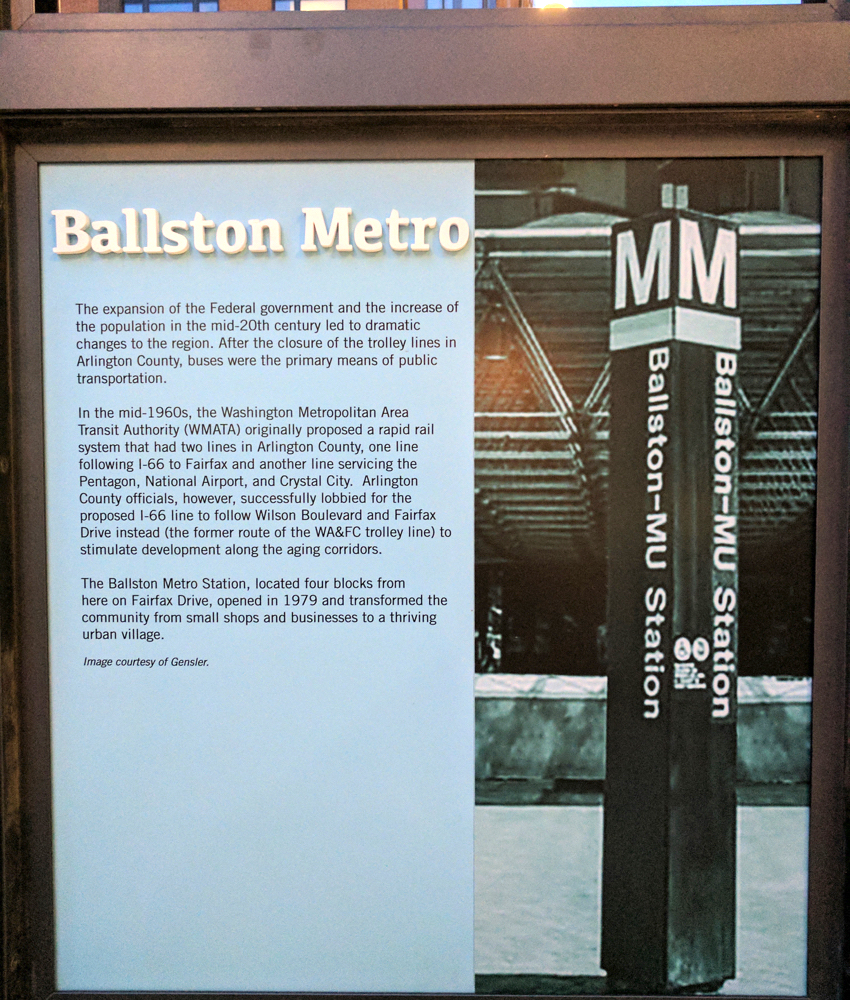 Ballston Metro
The expansion of the Federal government and the increase of
the population in the mid-20th century led to dramatic
changes to the region. After the closure of the trolley lines in
Arlington County, buses were the primary means of public
transportation.
In the mid-1960s, the Washington Metropolitan Area
Transit Authority (WMATA) originally proposed a rapid rail
system that had two lines in Arlington County, one line
following I-66 to Fairfax and another line servicing the
Pentagon, National Airport, and Crystal City.  Arlington
County officials, however, successfully lobbied for the
proposed I-66 line to follow Wilson Boulevard and Fairfax
Drive instead (the former route of the WA&FC trolley line) to
stimulate development along the aging corridors.
The Ballston Metro Station, located four blocks from
here on Fairfax Drive, opened in 1979 and transformed the
community from small shops and businesses to a thriving
urban village.
Image courtesy of Gensler.
M M
Ballston-MU Station
Ballston-MU Station